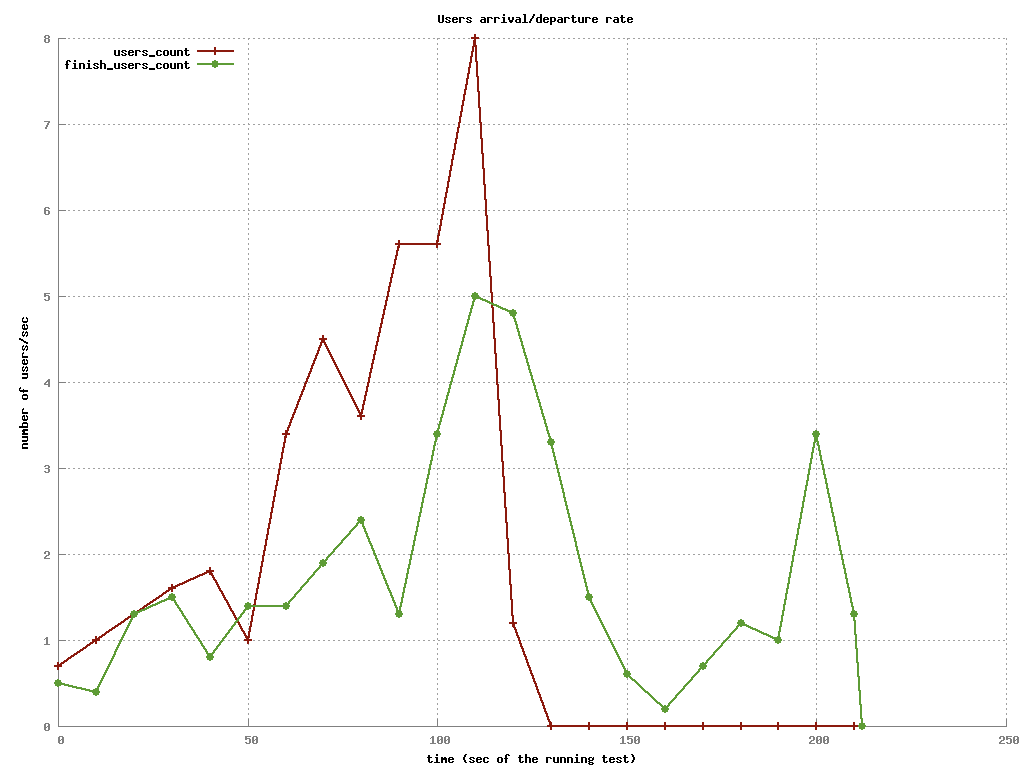 Users arrival/departure rate
users_count
finish_users_count
8
7
6
5
4
3
2
1
0
number of users/sec
0 50 100 150 200 250
time (sec of the running test)